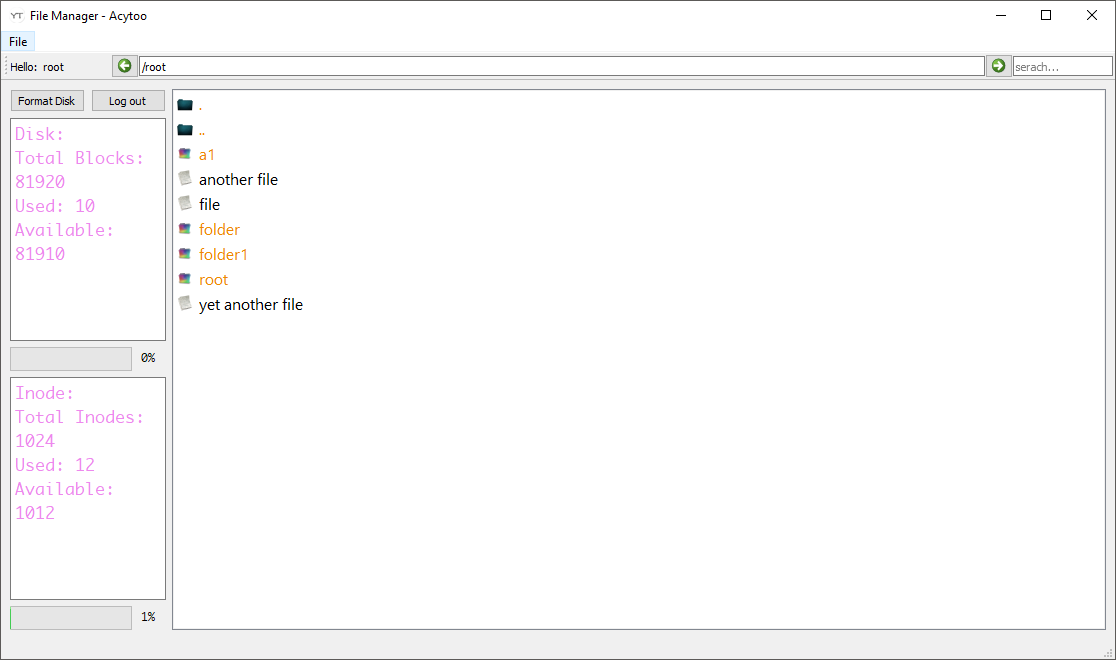 YT File Manager - Acytoo
File
Hello: root
/root
serach...
Format Disk
Log out
Disk:
Total Blocks:
81920
Used: 10
Available:
81910
0%
Inode:
Total Inodes:
1024
Used: 12
Available:
1012
1%
.
..
a1
another file
file
folder
folder1
root
yet another file